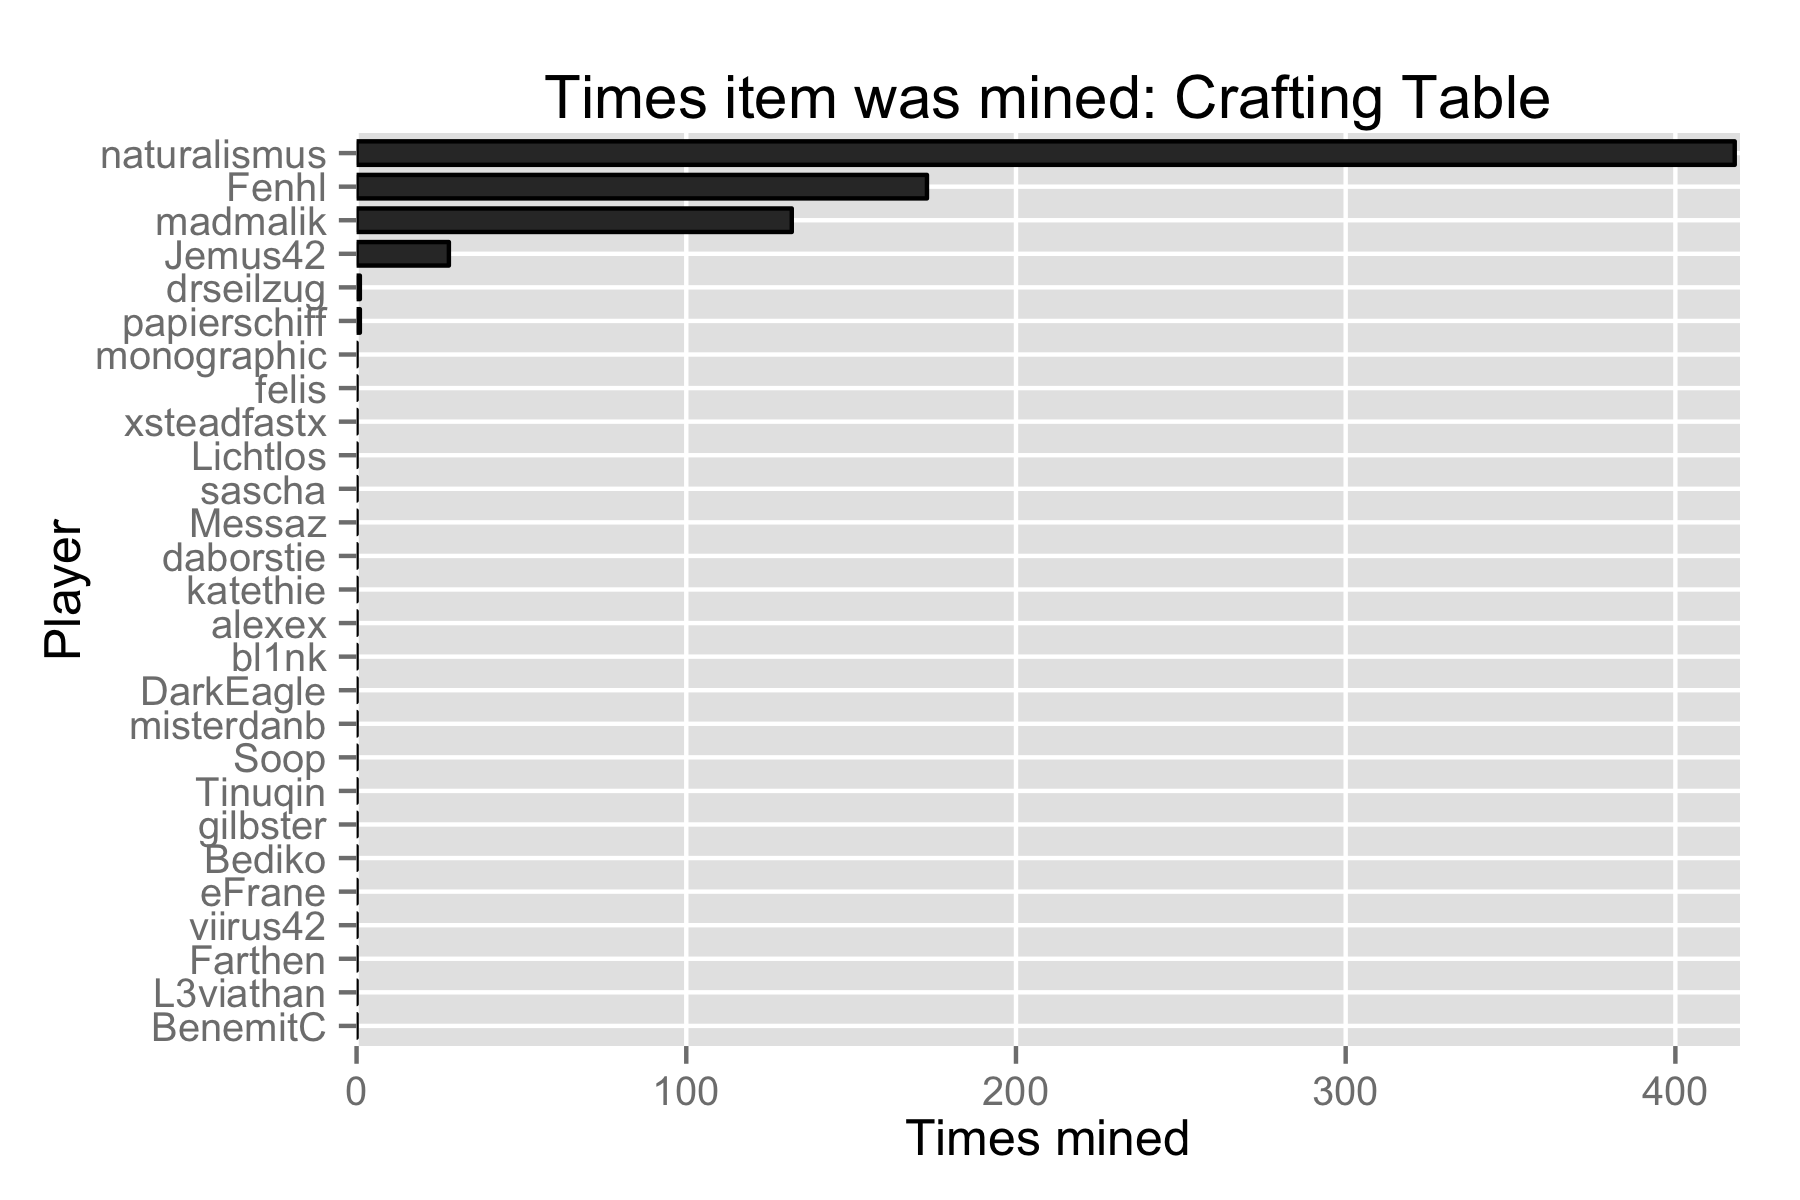 Times item was mined: Crafting Table
naturalismus
Fenhl
madmalik
Jemus42
drseilzug
papierschiff
monographic
felis
xsteadfastx
Lichtlos
sascha
Messaz
daborstie
katethie
alexex
bl1nk
DarkEagle
misterdanb
Soop
Tinuqin
gilbster
Bediko
eFrane
viirus42
Farthen
L3viathan
BenemitC
Player
0 100 200 300 400
Times mined